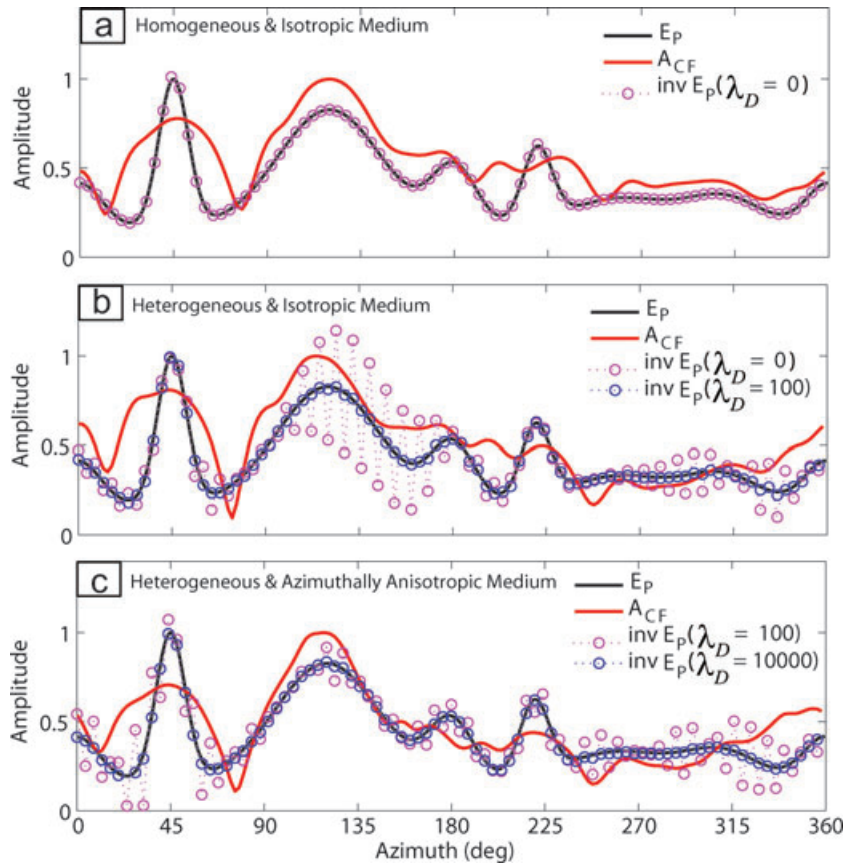 a Homogeneous & Isotropic Medium
E_P
A_CF
inv E_P(λ_D = 0)
Amplitude
1
0.5
0
b Heterogeneous & Isotropic Medium
E_P
A_CF
inv E_P(λ_D = 0)
inv E_P(λ_D = 100)
Amplitude
1
0.5
0
c Heterogeneous & Azimuthally Anisotropic Medium
E_P
A_CF
inv E_P(λ_D = 100)
inv E_P(λ_D = 10000)
Amplitude
1
0.5
0
0 45 90 135 180 225 270 315 360
Azimuth (deg)